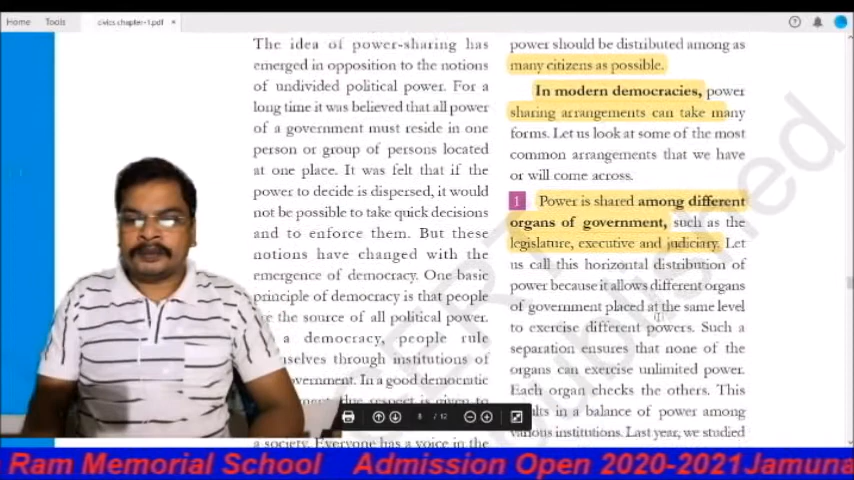 Home Tools civics chapter-1.pdf ×
The idea of power-sharing has
emerged in opposition to the notions
of undivided political power. For a
long time it was believed that all power
of a government must reside in one
person or group of persons located
at one place. It was felt that if the
power to decide is dispersed, it would
not be possible to take quick decisions
and to enforce them. But these
notions have changed with the
emergence of democracy. One basic
principle of democracy is that people
the source of all political power.
a democracy, people rule
through institutions of
In a good democratic
due respect is given to
a society. Everyone has a voice in the
power should be distributed among as
many citizens as possible.
In modern democracies, power
sharing arrangements can take many
forms. Let us look at some of the most
common arrangements that we have
or will come across.
1 Power is shared among different
organs of government, such as the
legislature, executive and judiciary. Let
us call this horizontal distribution of
power because it allows different organs
of government placed at the same level
to exercise different powers. Such a
separation ensures that none of the
organs can exercise unlimited power.
Each organ checks the others. This
in a balance of power among
various institutions. Last year, we studied
8 / 12
Ram Memorial School Admission Open 2020-2021 Jamuna